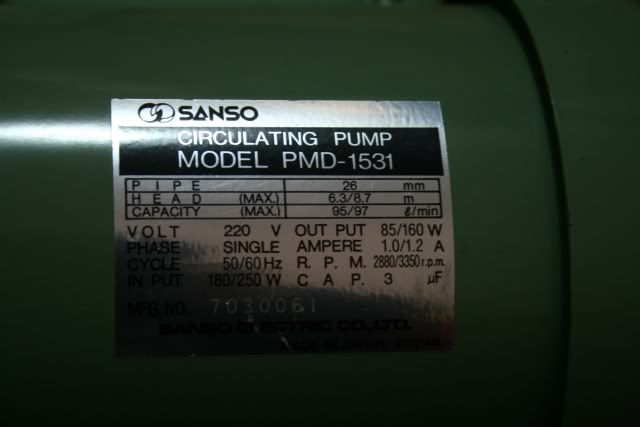 SANSO
CIRCULATING PUMP
MODEL PMD-1531
PIPE 26 mm
HEAD (MAX.) 6.3/8.7 m
CAPACITY (MAX.) 95/97 ℓ/min
VOLT 220 V OUT PUT 85/160 W
PHASE SINGLE AMPERE 1.0/1.2 A
CYCLE 50/60Hz R. P. M. 2880/3350 r.p.m.
IN PUT 180/250 W C A P. 3 µF
MFG. NO. 7030061
SANSO ELECTRIC CO., LTD.
MADE IN JAPAN